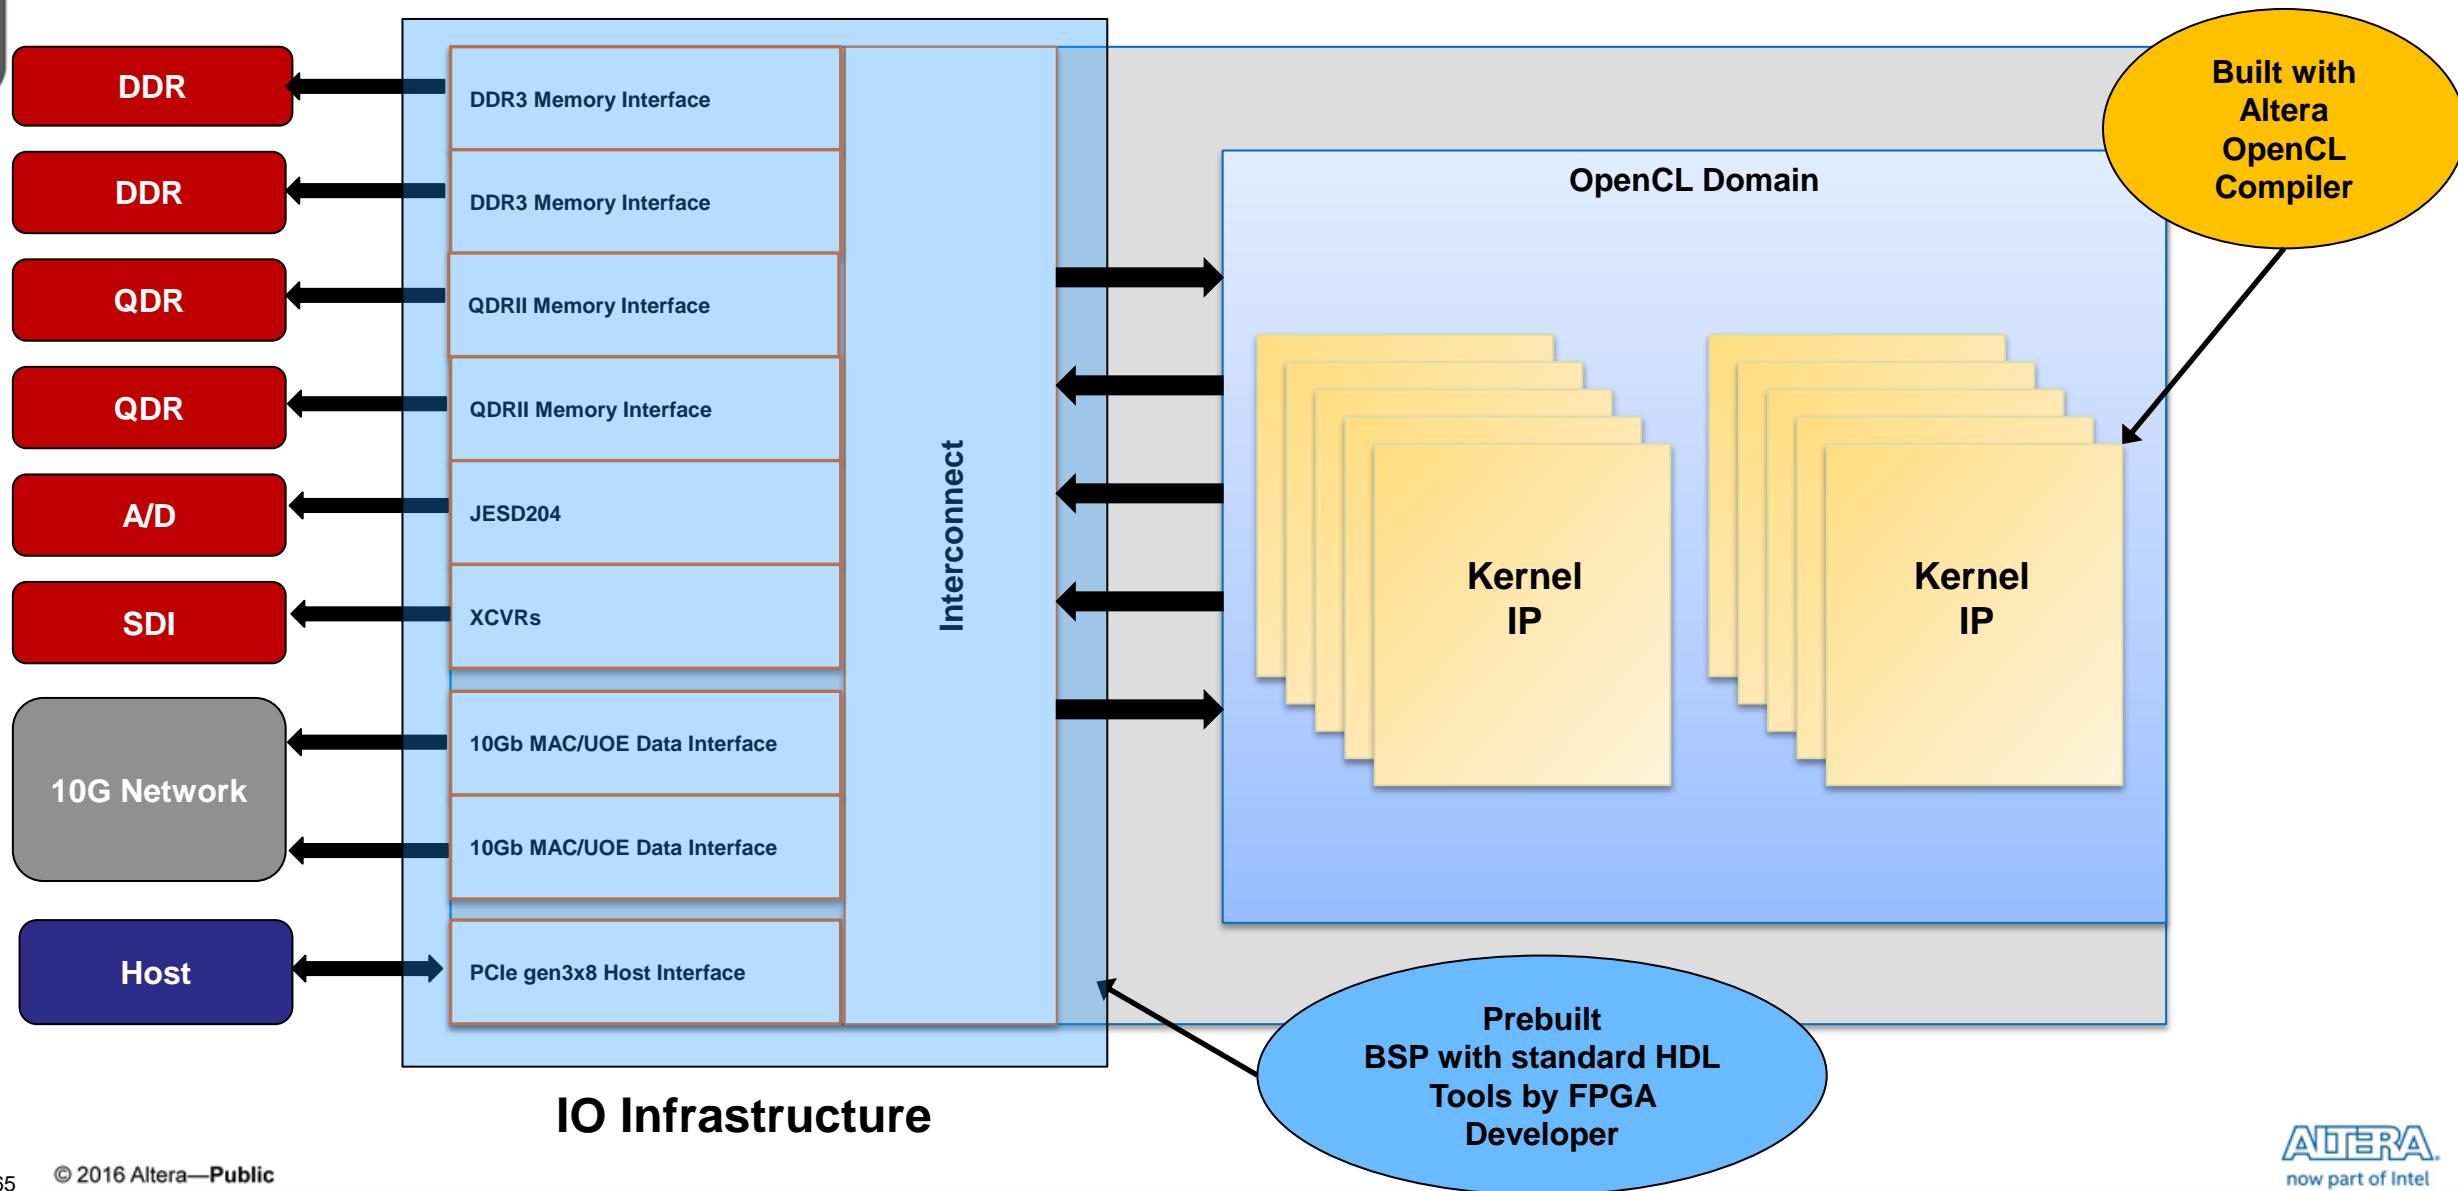 DDR
DDR
QDR
QDR
A/D
SDI
10G Network
Host
DDR3 Memory Interface
DDR3 Memory Interface
QDRII Memory Interface
QDRII Memory Interface
JESD204
XCVRs
10Gb MAC/UOE Data Interface
10Gb MAC/UOE Data Interface
PCIe gen3x8 Host Interface
Interconnect
OpenCL Domain
Kernel
IP
Kernel
IP
Built with
Altera
OpenCL
Compiler
Prebuilt
BSP with standard HDL
Tools by FPGA
Developer
IO Infrastructure
© 2016 Altera—Public
ALTERA
now part of Intel